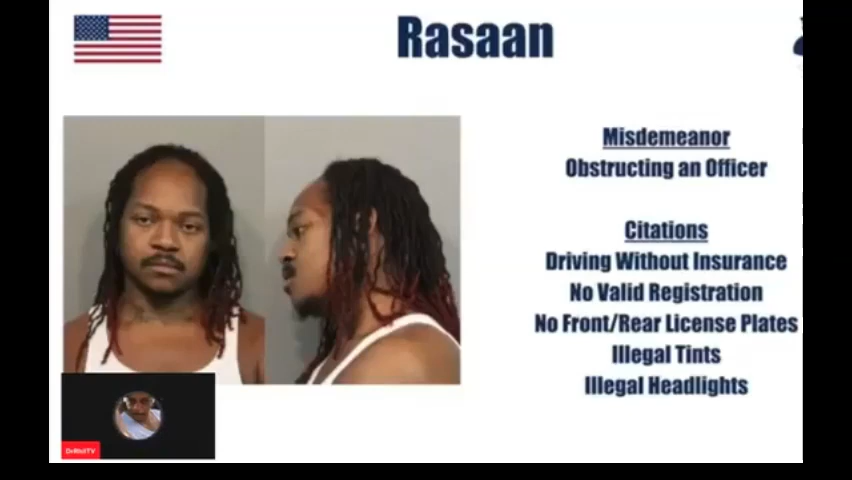 Rasaan
Misdemeanor
Obstructing an Officer
Citations
Driving Without Insurance
No Valid Registration
No Front/Rear License Plates
Illegal Tints
Illegal Headlights